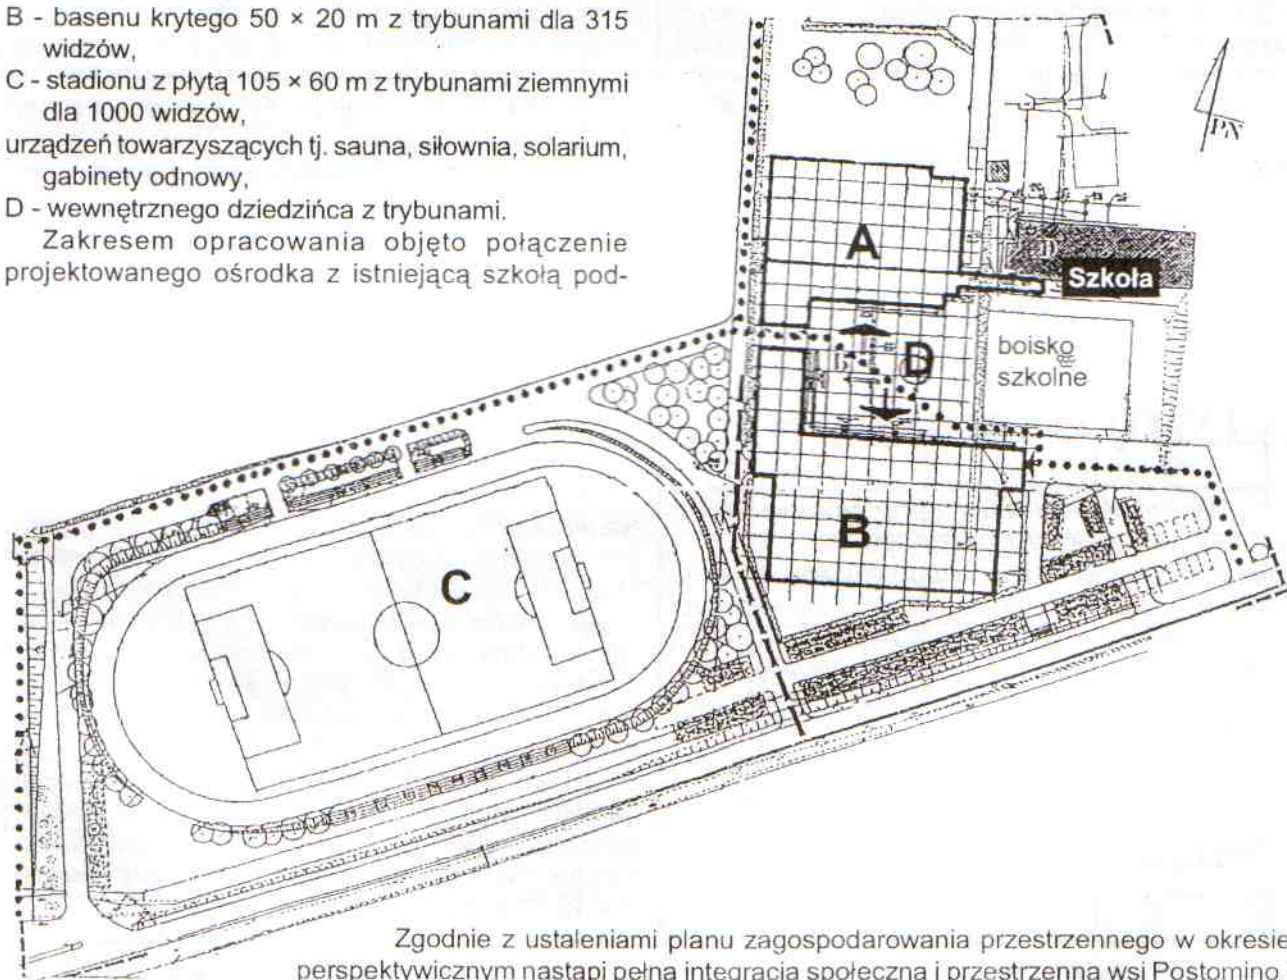 B - basenu krytego 50 × 20 m z trybunami dla 315
widzów,
C - stadionu z płytą 105 × 60 m z trybunami ziemnymi
dla 1000 widzów,
urządzeń towarzyszących tj. sauna, siłownia, solarium,
gabinety odnowy,
D - wewnętrznego dziedzińca z trybunami.
Zakresem opracowania objęto połączenie
projektowanego ośrodka z istniejącą szkołą pod-
PN
A
Szkoła
D
boisko
szkolne
B
C
Zgodnie z ustaleniami planu zagospodarowania przestrzennego w okresie
perspektywicznym nastąpi pełna integracja społeczna i przestrzenna wsi Postomino